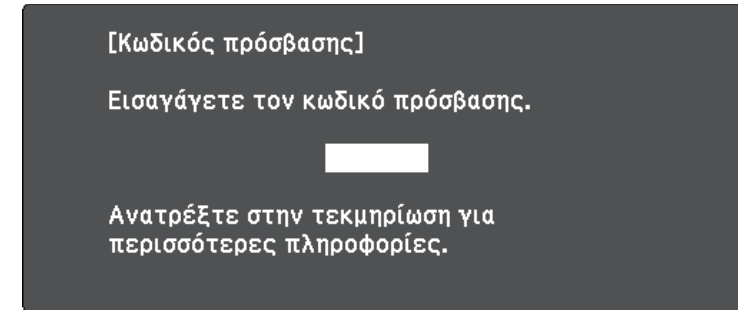 [Κωδικός πρόσβασης]
Εισαγάγετε τον κωδικό πρόσβασης.
Ανατρέξτε στην τεκμηρίωση για
περισσότερες πληροφορίες.